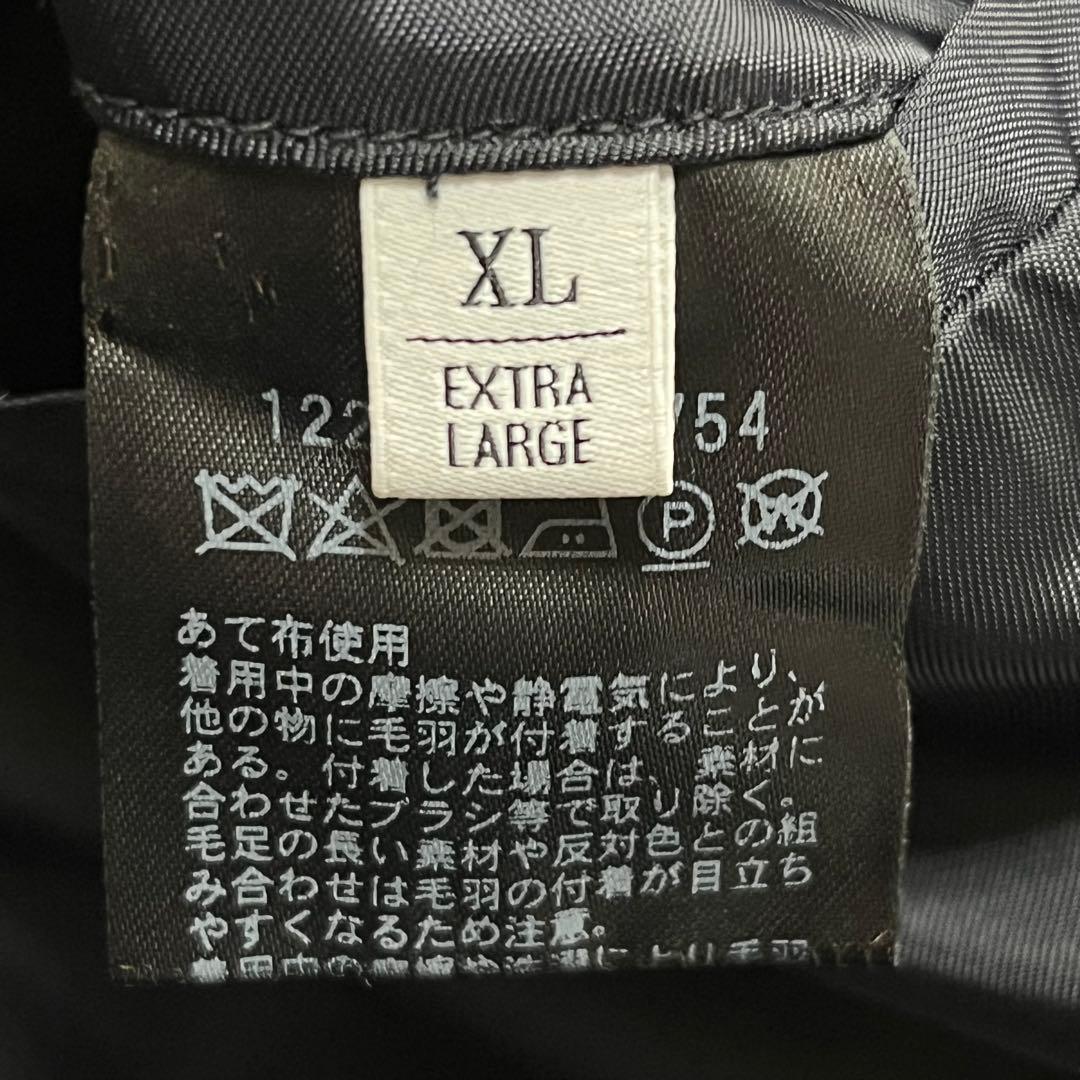 XL
EXTRA
LARGE
122
54
P
W
あて布使用
着用中の摩擦や静電気により、
他の物に毛羽が付着することが
ある。付着した場合は、素材に
合わせたブラシ等で取り除く。
毛足の長い素材や反対色との組
み合わせは毛羽の付着が目立ち
やすくなるため注意。